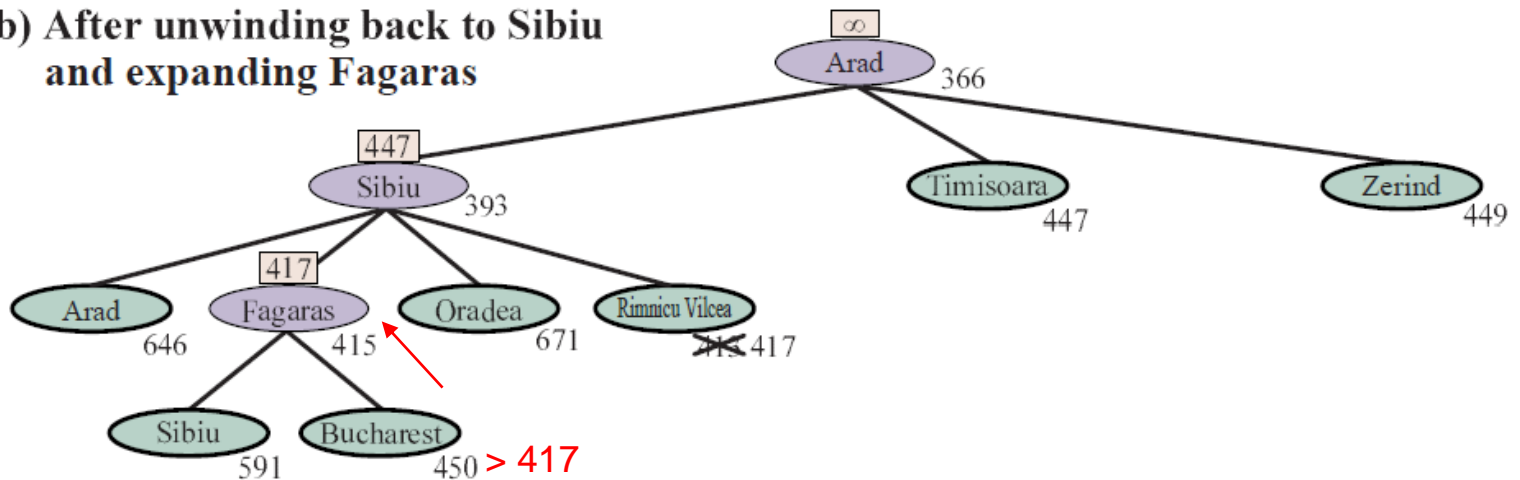 b) After unwinding back to Sibiu
and expanding Fagaras
∞
Arad
366
447
Sibiu
393
Timisoara
447
Zerind
449
417
Arad
646
Fagaras
415
Oradea
671
Rimnicu Vilcea
417
Sibiu
591
Bucharest
450 > 417